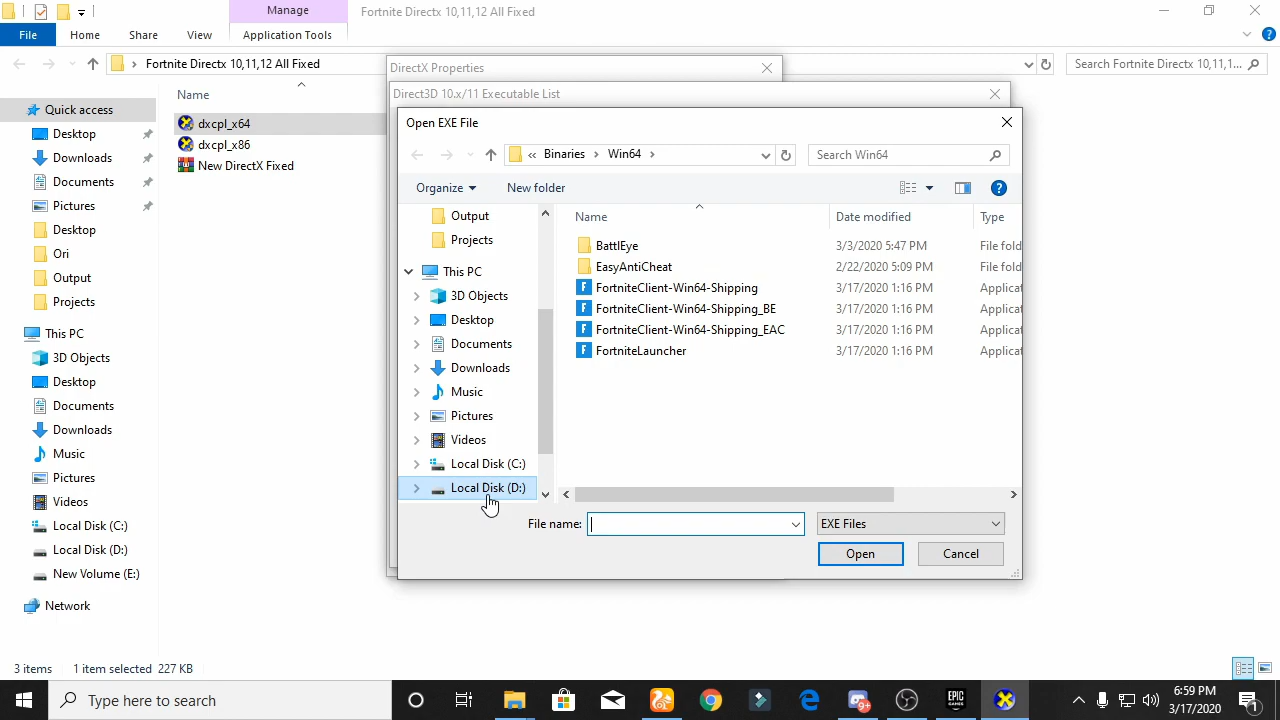 Manage
Fortnite Directx 10,11,12 All Fixed
File
Home
Share
View
Application Tools
Fortnite Directx 10,11,12 All Fixed
Search Fortnite Directx 10,11,1...
DirectX Properties
Direct3D 10.x/11 Executable List
Open EXE File
« Binaries > Win64 >
Search Win64
Organize
New folder
Name
dxcpl_x64
dxcpl_x86
New DirectX Fixed
Quick access
Desktop
Downloads
Documents
Pictures
Desktop
Ori
Output
Projects
This PC
3D Objects
Desktop
Documents
Downloads
Music
Pictures
Videos
Local Disk (C:)
Local Disk (D:)
New Volume (E:)
Network
Output
Projects
This PC
3D Objects
Desktop
Documents
Downloads
Music
Pictures
Videos
Local Disk (C:)
Local Disk (D:)
Name Date modified Type
BattlEye 3/3/2020 5:47 PM File fold
EasyAntiCheat 2/22/2020 5:09 PM File fold
FortniteClient-Win64-Shipping 3/17/2020 1:16 PM Applicat
FortniteClient-Win64-Shipping_BE 3/17/2020 1:16 PM Applicat
FortniteClient-Win64-Shipping_EAC 3/17/2020 1:16 PM Applicat
FortniteLauncher 3/17/2020 1:16 PM Applicat
File name:
EXE Files
Open
Cancel
3 items 1 item selected 227 KB
Type here to search
EPIC
GAMES
9+
6:59 PM
3/17/2020
1